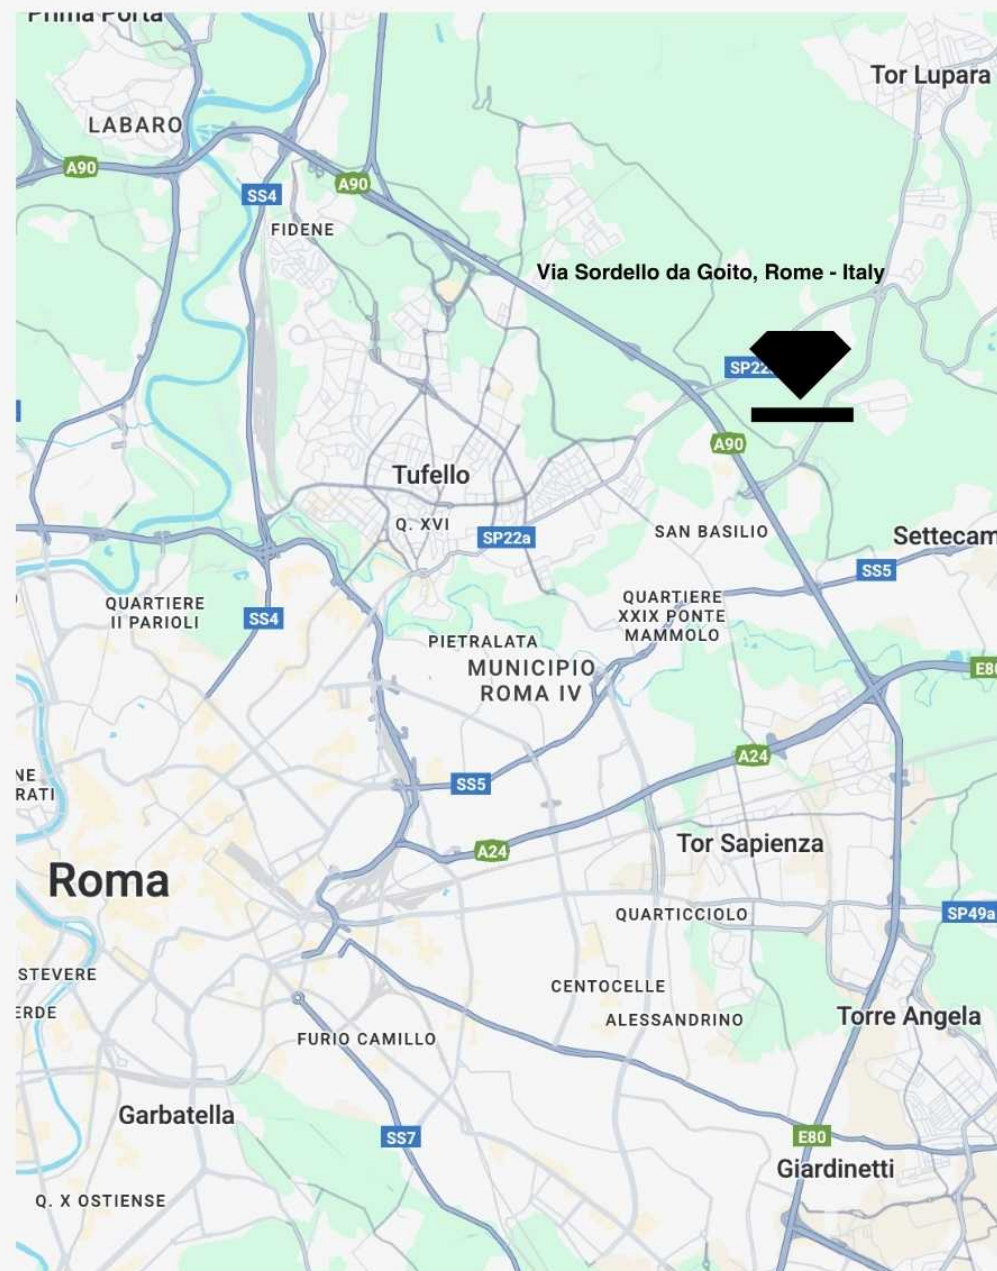 Prima Porta
Tor Lupara
LABARO
A90
SS4
A90
FIDENE
Via Sordello da Goito, Rome - Italy
A90
Tufello
Q. XVI
SP22a
SAN BASILIO
SS5
QUARTIERE
II PARIOLI
SS4
QUARTIERE
XXIX PONTE
MAMMOLO
PIETRALATA
MUNICIPIO
ROMA IV
A24
SS5
Tor Sapienza
A24
Roma
QUARTICCIOLO
SP49a
CENTOCELLE
ALESSANDRINO
Torre Angela
FURIO CAMILLO
Garbatella
SS7
E80
Giardinetti
Q. X OSTIENSE